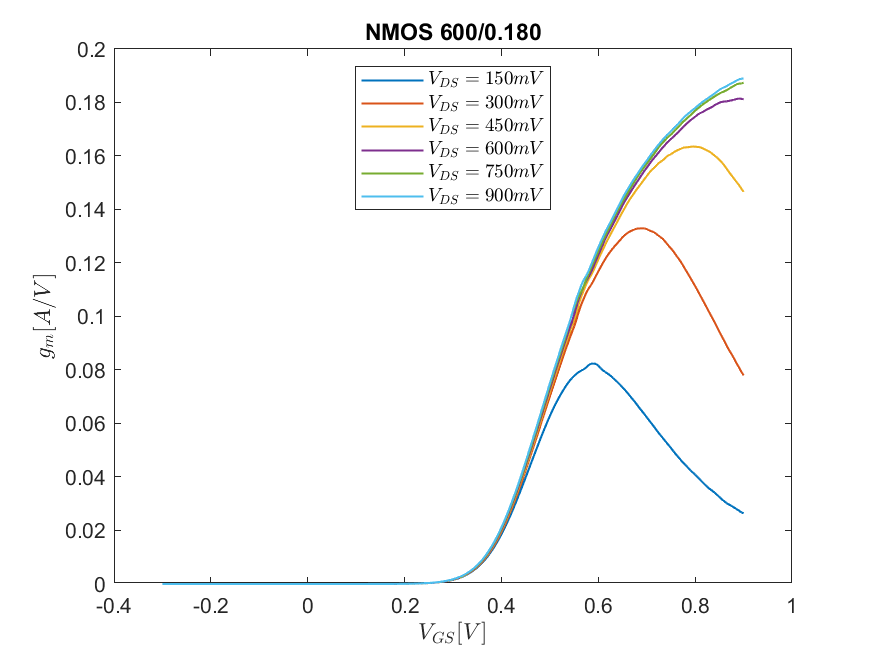 NMOS 600/0.180
V_DS = 150mV
V_DS = 300mV
V_DS = 450mV
V_DS = 600mV
V_DS = 750mV
V_DS = 900mV
0.2
0.18
0.16
0.14
0.12
0.1
0.08
0.06
0.04
0.02
0
g_m[A/V]
-0.4 -0.2 0 0.2 0.4 0.6 0.8 1
V_GS[V]